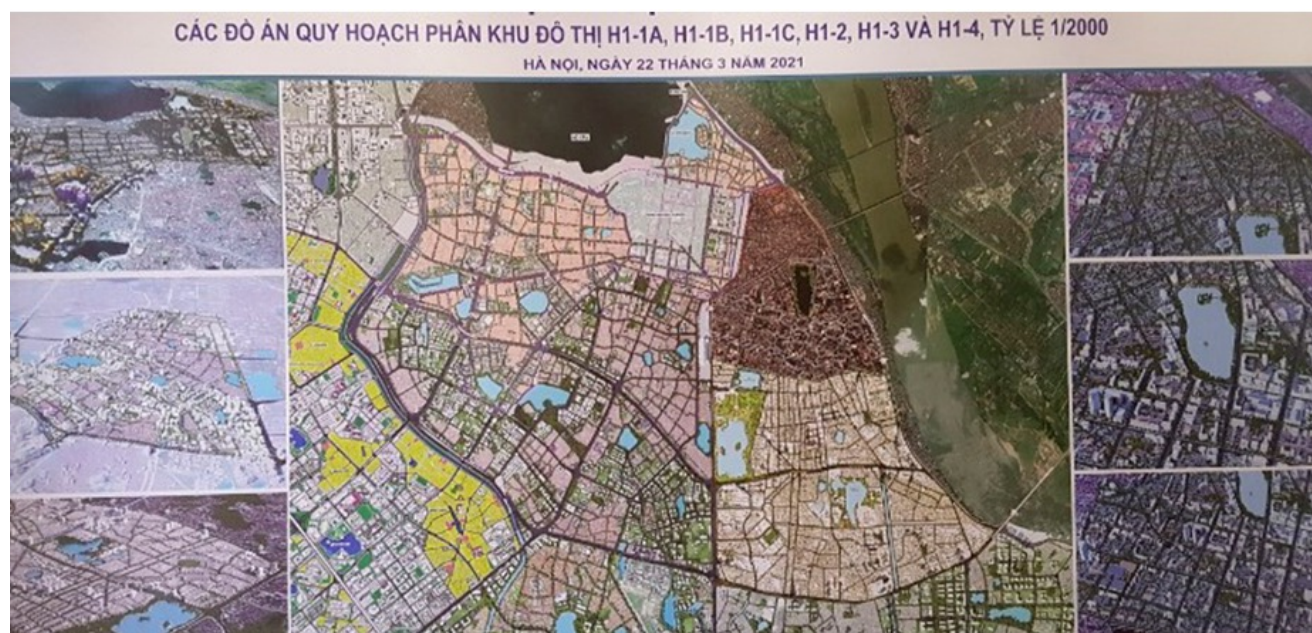 CÁC ĐỒ ÁN QUY HOẠCH PHÂN KHU ĐÔ THỊ H1-1A, H1-1B, H1-1C, H1-2, H1-3 VÀ H1-4, TỶ LỆ 1/2000
HÀ NỘI, NGÀY 22 THÁNG 3 NĂM 2021